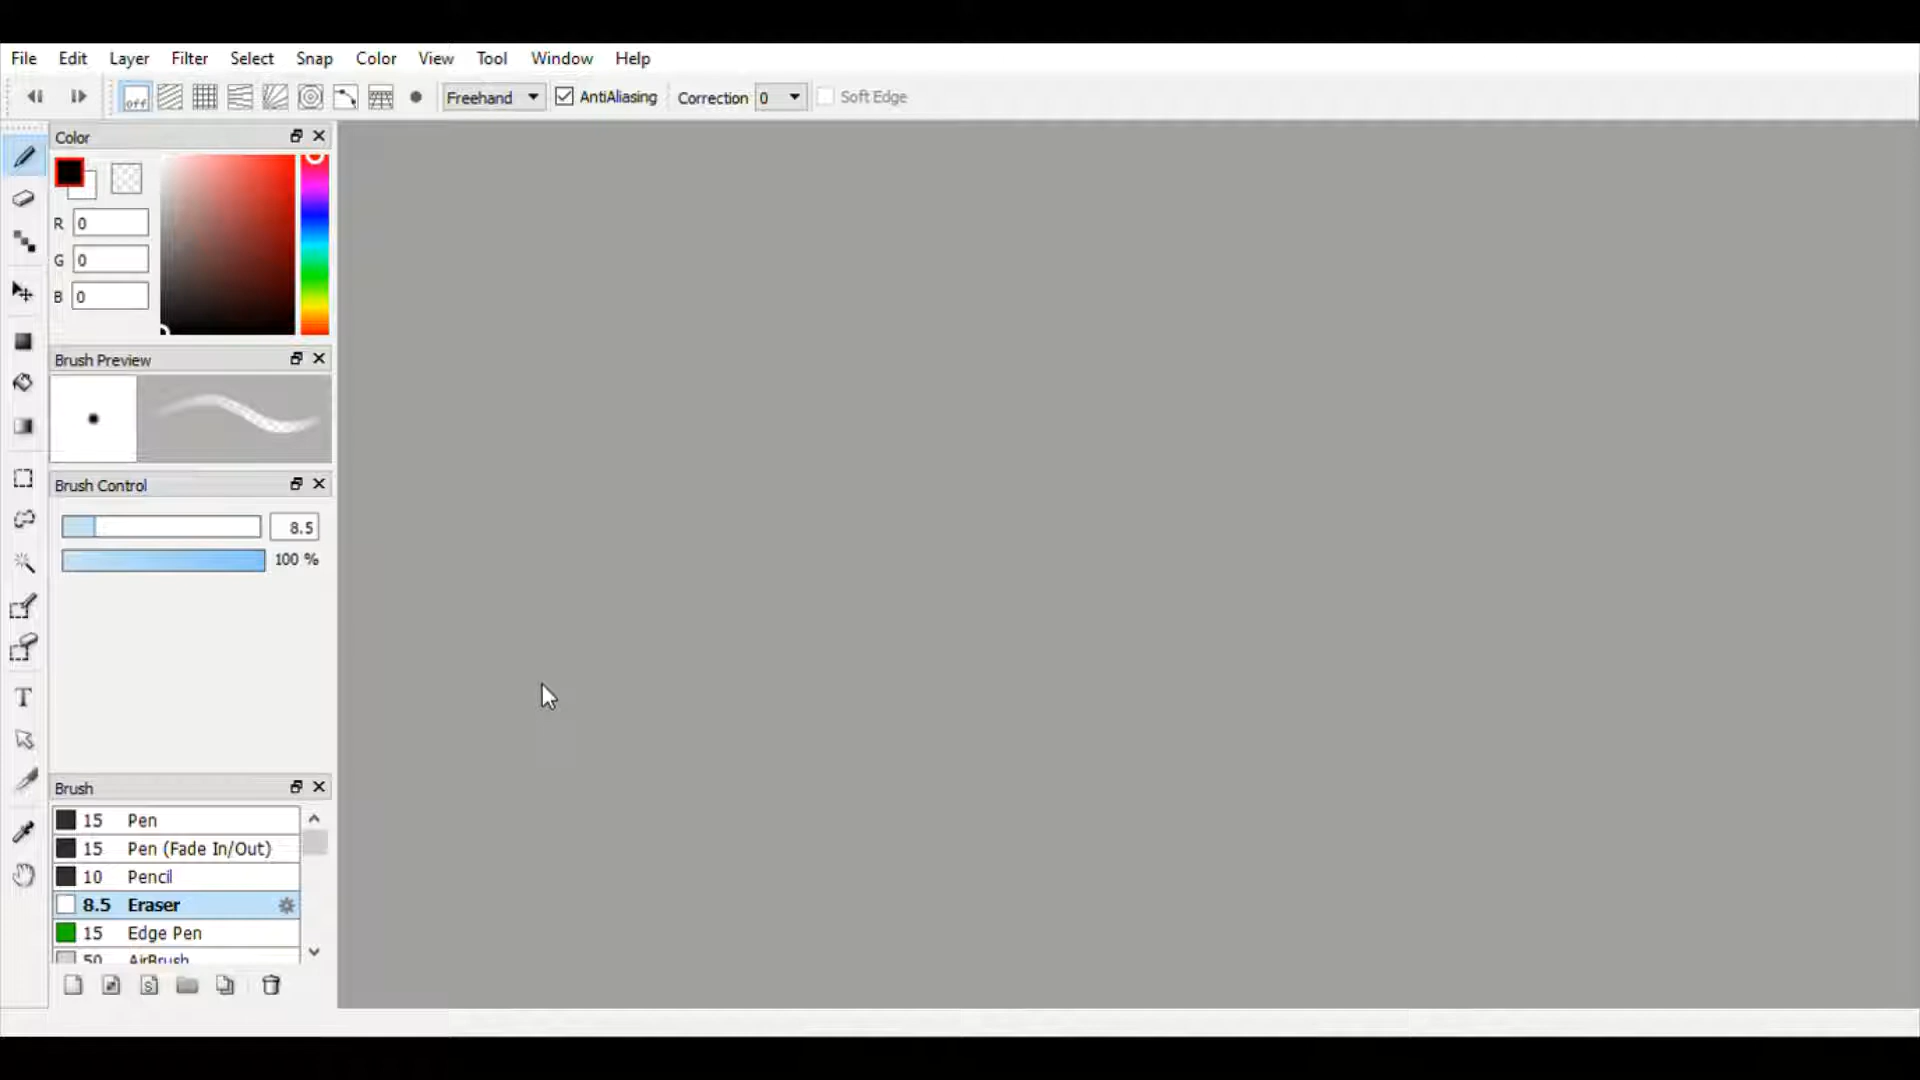 File Edit Layer Filter Select Snap Color View Tool Window Help
off Freehand AntiAliasing Correction 0 Soft Edge
Color
R 0
G 0
B 0
Brush Preview
Brush Control
8.5
100 %
T
Brush
15 Pen
15 Pen (Fade In/Out)
10 Pencil
8.5 Eraser
15 Edge Pen
50 AirBrush
S